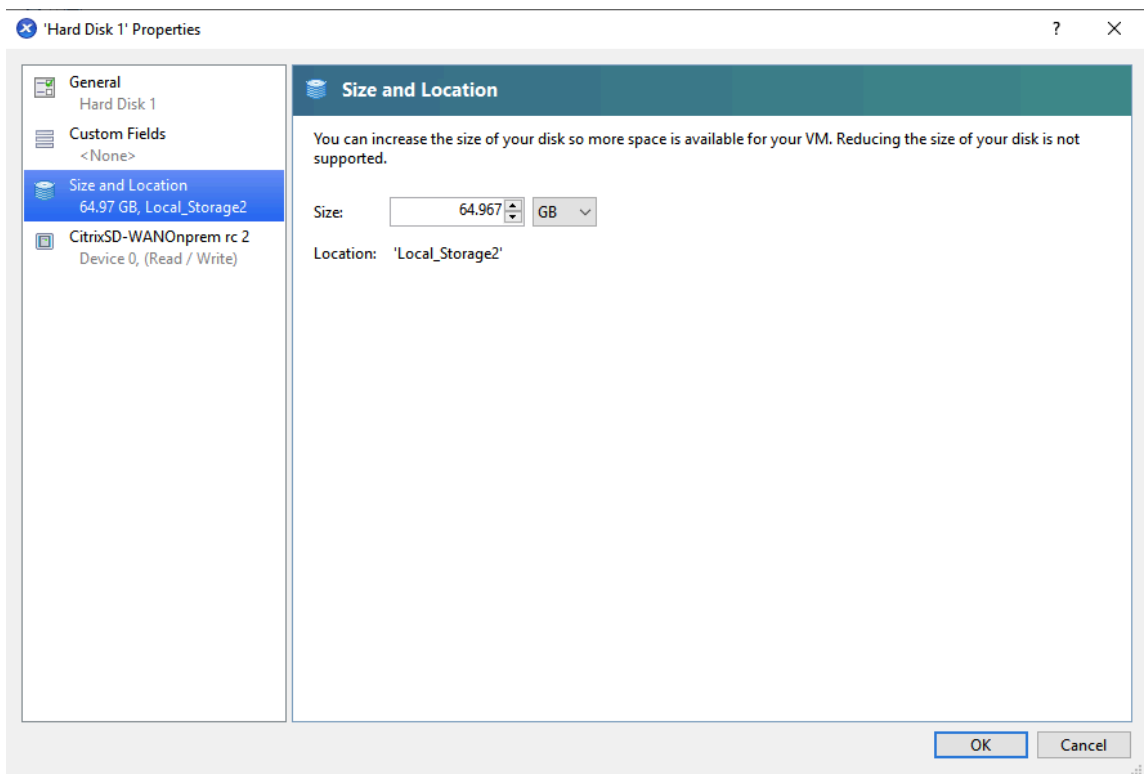 'Hard Disk 1' Properties
?
General
Hard Disk 1
Custom Fields
<None>
Size and Location
64.97 GB, Local_Storage2
CitrixSD-WANOnprem rc 2
Device 0, (Read / Write)
Size and Location
You can increase the size of your disk so more space is available for your VM. Reducing the size of your disk is not
supported.
Size: 64.967 GB
Location: 'Local_Storage2'
OK Cancel